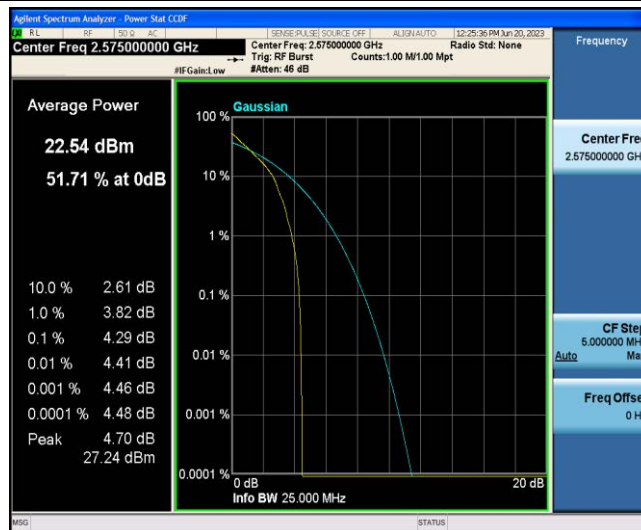 Agilent Spectrum Analyzer - Power Stat CCDF
RL RF 50 Ω AC SENSE:PULSE SOURCE OFF ALIGN AUTO 12:25:36 PM Jun 20, 2023
Center Freq 2.575000000 GHz
Center Freq: 2.575000000 GHz Radio Std: None
Trig: RF Burst Counts:1.00 M/1.00 Mpt
#IFGain:Low #Atten: 46 dB
Frequency
Average Power
22.54 dBm
51.71 % at 0dB
10.0 % 2.61 dB
1.0 % 3.82 dB
0.1 % 4.29 dB
0.01 % 4.41 dB
0.001 % 4.46 dB
0.0001 % 4.48 dB
Peak 4.70 dB
27.24 dBm
Gaussian
100 %
10 %
1 %
0.1 %
0.01 %
0.001 %
0.0001 %
0 dB 20 dB
Info BW 25.000 MHz
Center Fre
2.575000000 GH
CF Ste
5.000000 MH
Auto Ma
Freq Offse
0 H
MSG STATUS